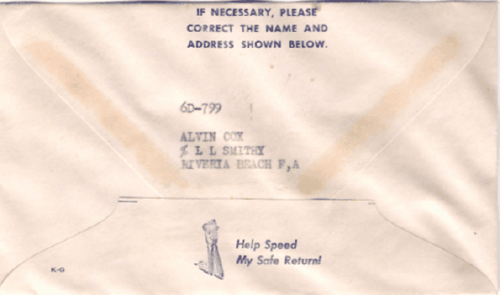 IF NECESSARY, PLEASE
CORRECT THE NAME AND
ADDRESS SHOWN BELOW.
6D-799
ALVIN COX
% L L SMITHY
RIVERIA BEACH F,A
Help Speed
My Safe Return!
K-G